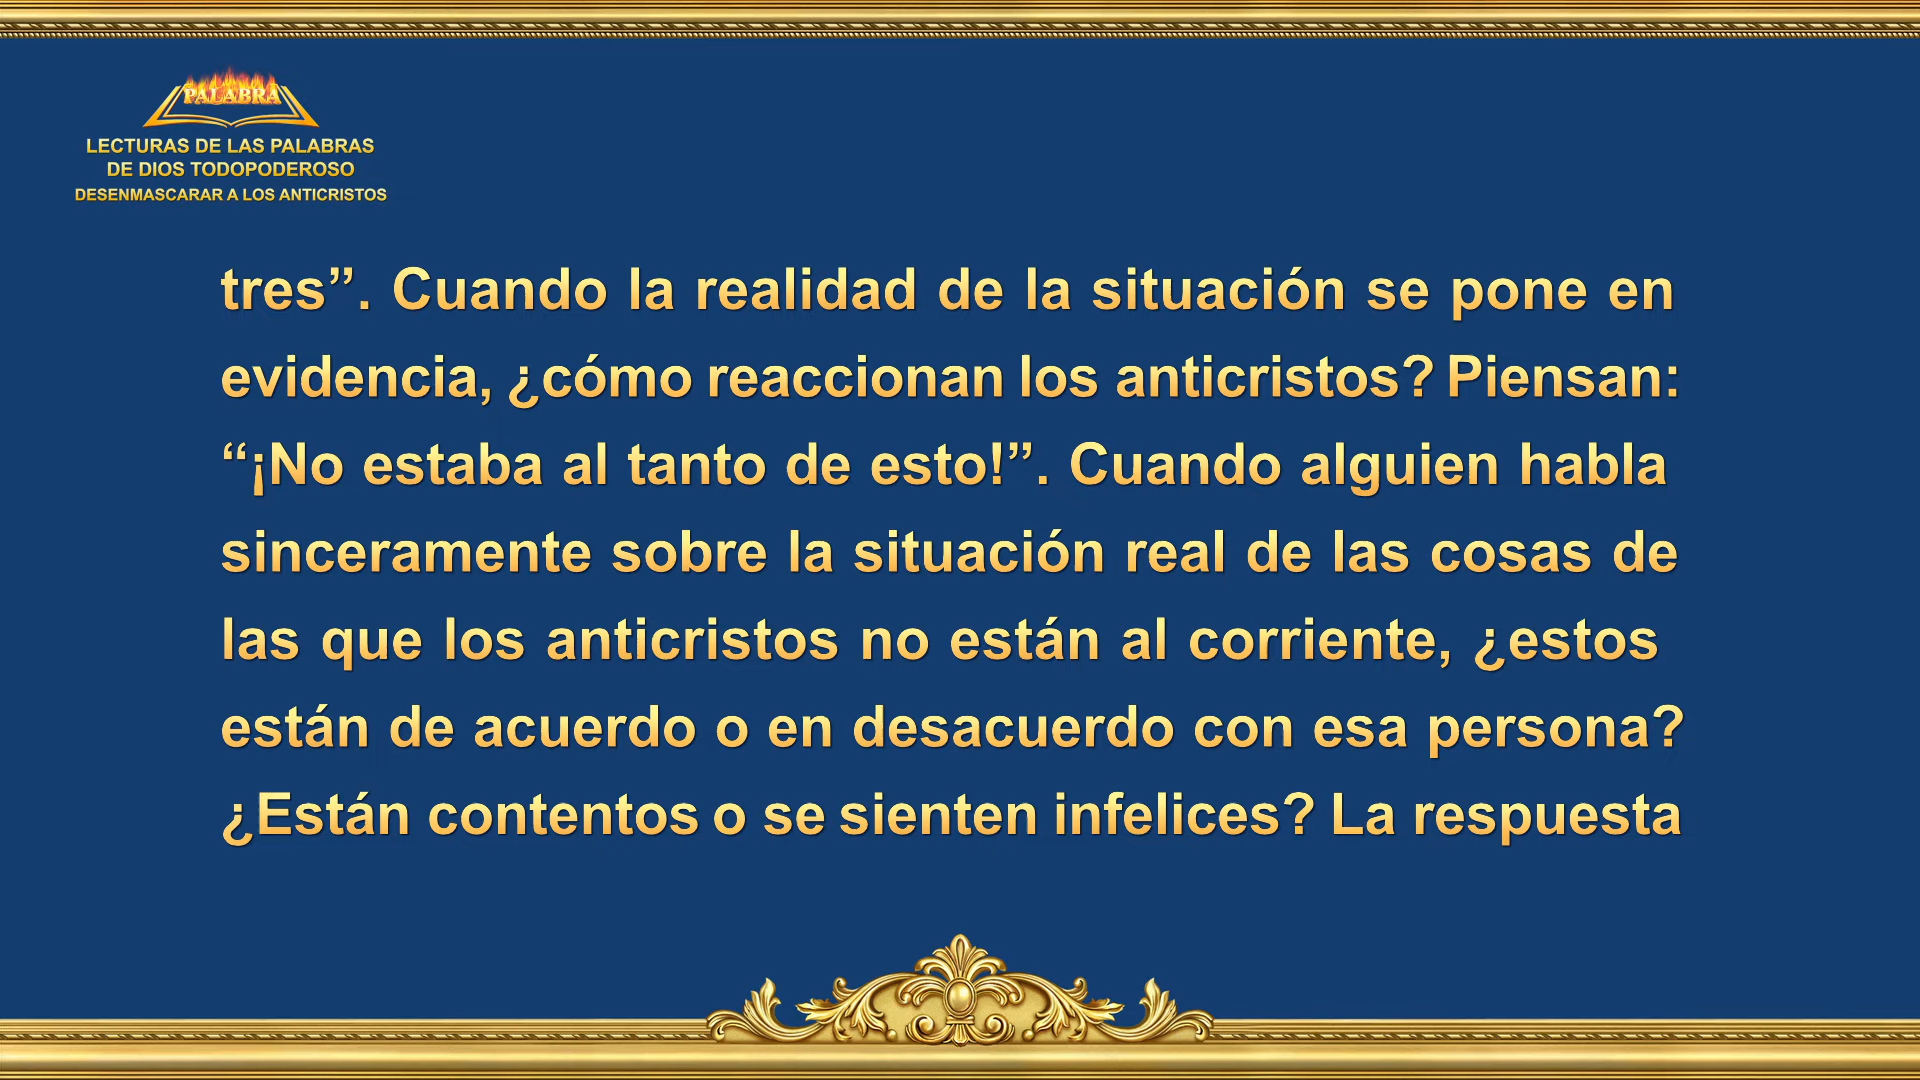 PALABRA
LECTURAS DE LAS PALABRAS
DE DIOS TODOPODEROSO
DESENMASCARAR A LOS ANTICRISTOS
tres”. Cuando la realidad de la situación se pone en
evidencia, ¿cómo reaccionan los anticristos? Piensan:
“¡No estaba al tanto de esto!”. Cuando alguien habla
sinceramente sobre la situación real de las cosas de
las que los anticristos no están al corriente, ¿estos
están de acuerdo o en desacuerdo con esa persona?
¿Están contentos o se sienten infelices? La respuesta